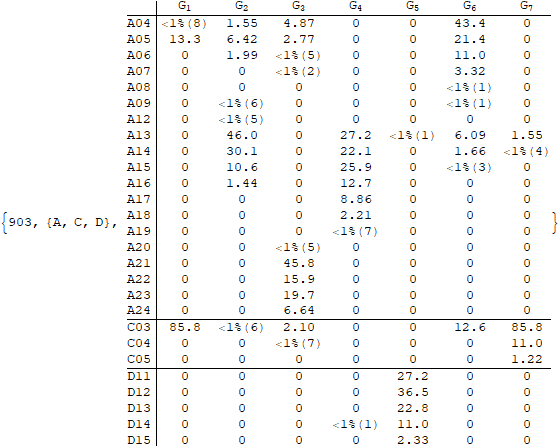 G1 G2 G3 G4 G5 G6 G7
A04 <1%(8) 1.55 4.87 0 0 43.4 0
A05 13.3 6.42 2.77 0 0 21.4 0
A06 0 1.99 <1%(5) 0 0 11.0 0
A07 0 0 <1%(2) 0 0 3.32 0
A08 0 0 0 0 0 <1%(1) 0
A09 0 <1%(6) 0 0 0 <1%(1) 0
A12 0 <1%(5) 0 0 0 0 0
A13 0 46.0 0 27.2 <1%(1) 6.09 1.55
A14 0 30.1 0 22.1 0 1.66 <1%(4)
A15 0 10.6 0 25.9 0 <1%(3) 0
A16 0 1.44 0 12.7 0 0 0
A17 0 0 0 8.86 0 0 0
A18 0 0 0 2.21 0 0 0
{903, {A, C, D}, A19 0 0 0 <1%(7) 0 0 0 }
A20 0 0 <1%(5) 0 0 0 0
A21 0 0 45.8 0 0 0 0
A22 0 0 15.9 0 0 0 0
A23 0 0 19.7 0 0 0 0
A24 0 0 6.64 0 0 0 0
C03 85.8 <1%(6) 2.10 0 0 12.6 85.8
C04 0 0 <1%(7) 0 0 0 11.0
C05 0 0 0 0 0 0 1.22
D11 0 0 0 0 27.2 0 0
D12 0 0 0 0 36.5 0 0
D13 0 0 0 0 22.8 0 0
D14 0 0 0 <1%(1) 11.0 0 0
D15 0 0 0 0 2.33 0 0